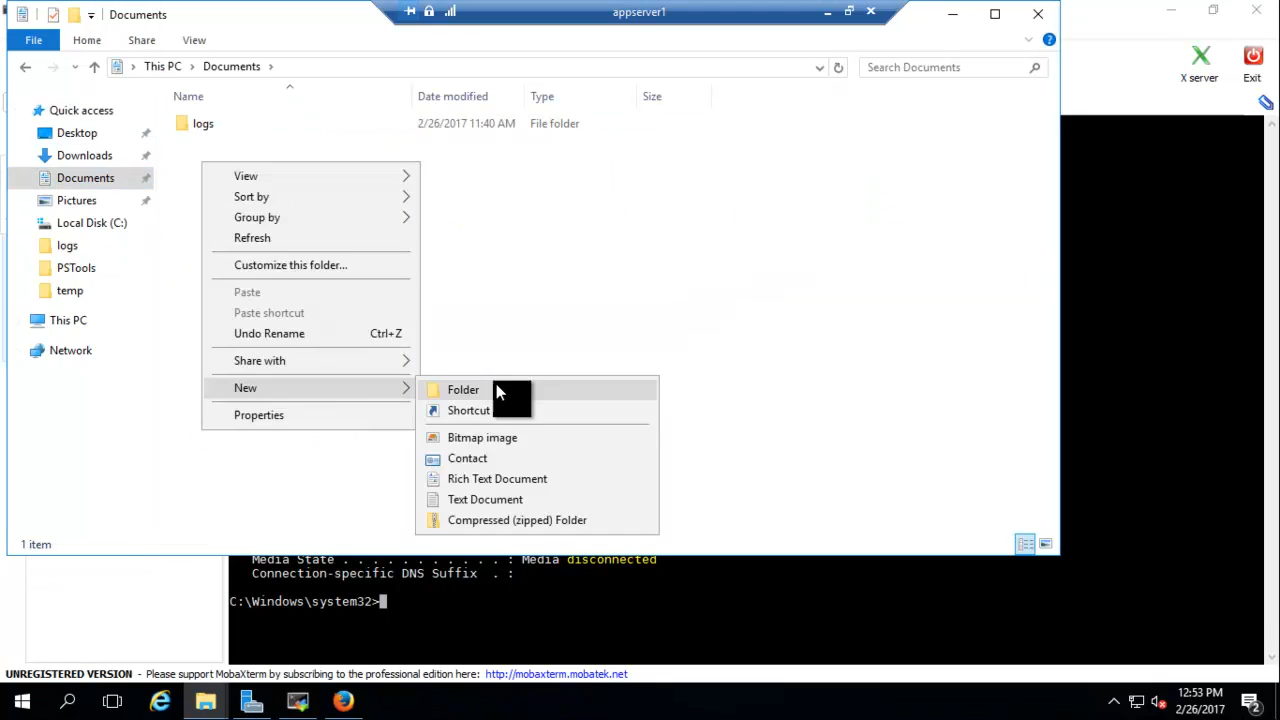 Documents
appserver1
File Home Share View
This PC Documents
Search Documents
X server
Exit
Name Date modified Type Size
logs 2/26/2017 11:40 AM File folder
Quick access
Desktop
Downloads
Documents
Pictures
Local Disk (C:)
logs
PSTools
temp
This PC
Network
View
Sort by
Group by
Refresh
Customize this folder...
Paste
Paste shortcut
Undo Rename Ctrl+Z
Share with
New
Properties
Folder
Shortcut
Bitmap image
Contact
Rich Text Document
Text Document
Compressed (zipped) Folder
1 item
Media State . . . . . . . . . . . : Media disconnected
Connection-specific DNS Suffix . :
C:\Windows\system32>
UNREGISTERED VERSION - Please support MobaXterm by subscribing to the professional edition here: http://mobaxterm.mobatek.net
12:53 PM
2/26/2017
2